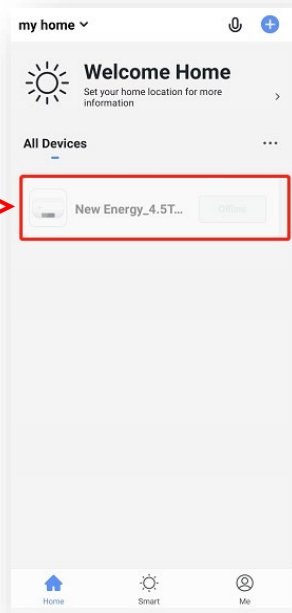 my home
Welcome Home
Set your home location for more
information
All Devices
New Energy_4.5T...
Offline
Home
Smart
Me